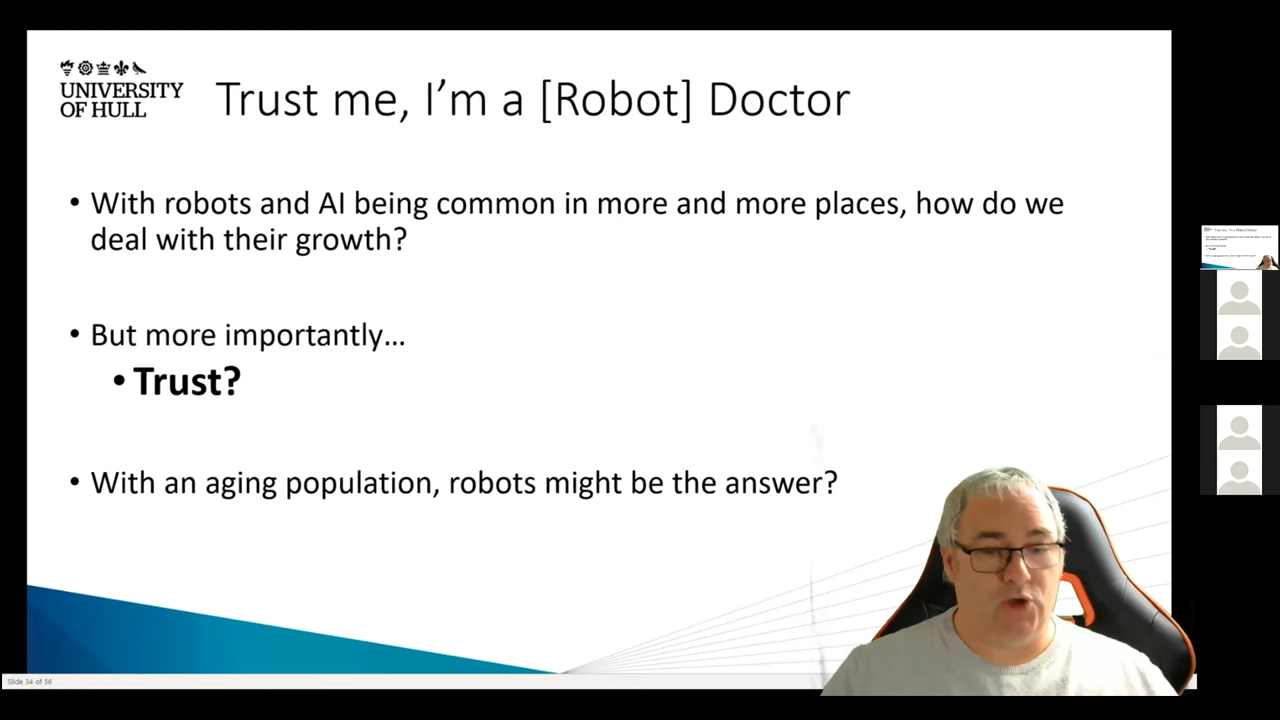 UNIVERSITY
OF HULL
Trust me, I'm a [Robot] Doctor
• With robots and AI being common in more and more places, how do we
deal with their growth?
• But more importantly…
• Trust?
• With an aging population, robots might be the answer?
Slide 34 of 56